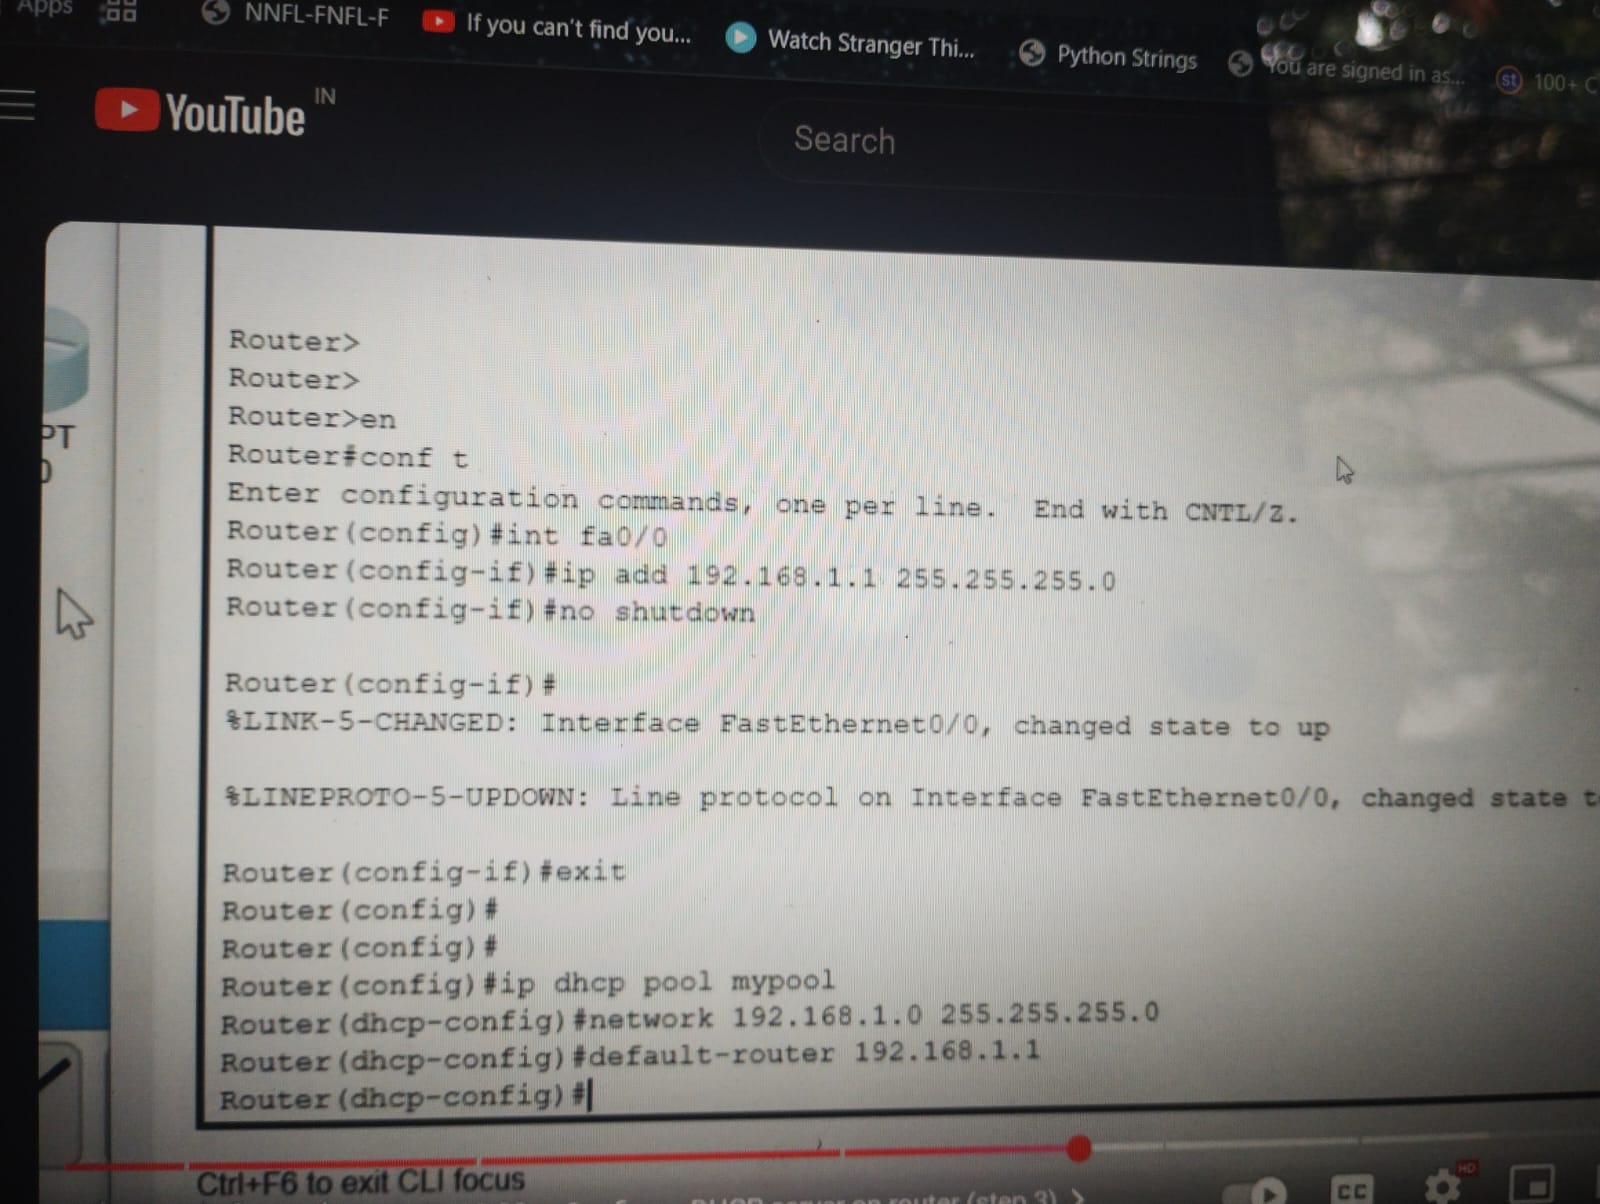 Apps
NNFL-FNFL-F
If you can't find you...
Watch Stranger Thi...
Python Strings
You are signed in as...
st
100+ C
YouTube IN
Search
PT
Router>
Router>
Router>en
Router#conf t
Enter configuration commands, one per line.  End with CNTL/Z.
Router(config)#int fa0/0
Router(config-if)#ip add 192.168.1.1 255.255.255.0
Router(config-if)#no shutdown
Router(config-if)#
%LINK-5-CHANGED: Interface FastEthernet0/0, changed state to up
%LINEPROTO-5-UPDOWN: Line protocol on Interface FastEthernet0/0, changed state t
Router(config-if)#exit
Router(config)#
Router(config)#
Router(config)#ip dhcp pool mypool
Router(dhcp-config)#network 192.168.1.0 255.255.255.0
Router(dhcp-config)#default-router 192.168.1.1
Router(dhcp-config)#
Ctrl+F6 to exit CLI focus
server on router (step 3)
CC
HD